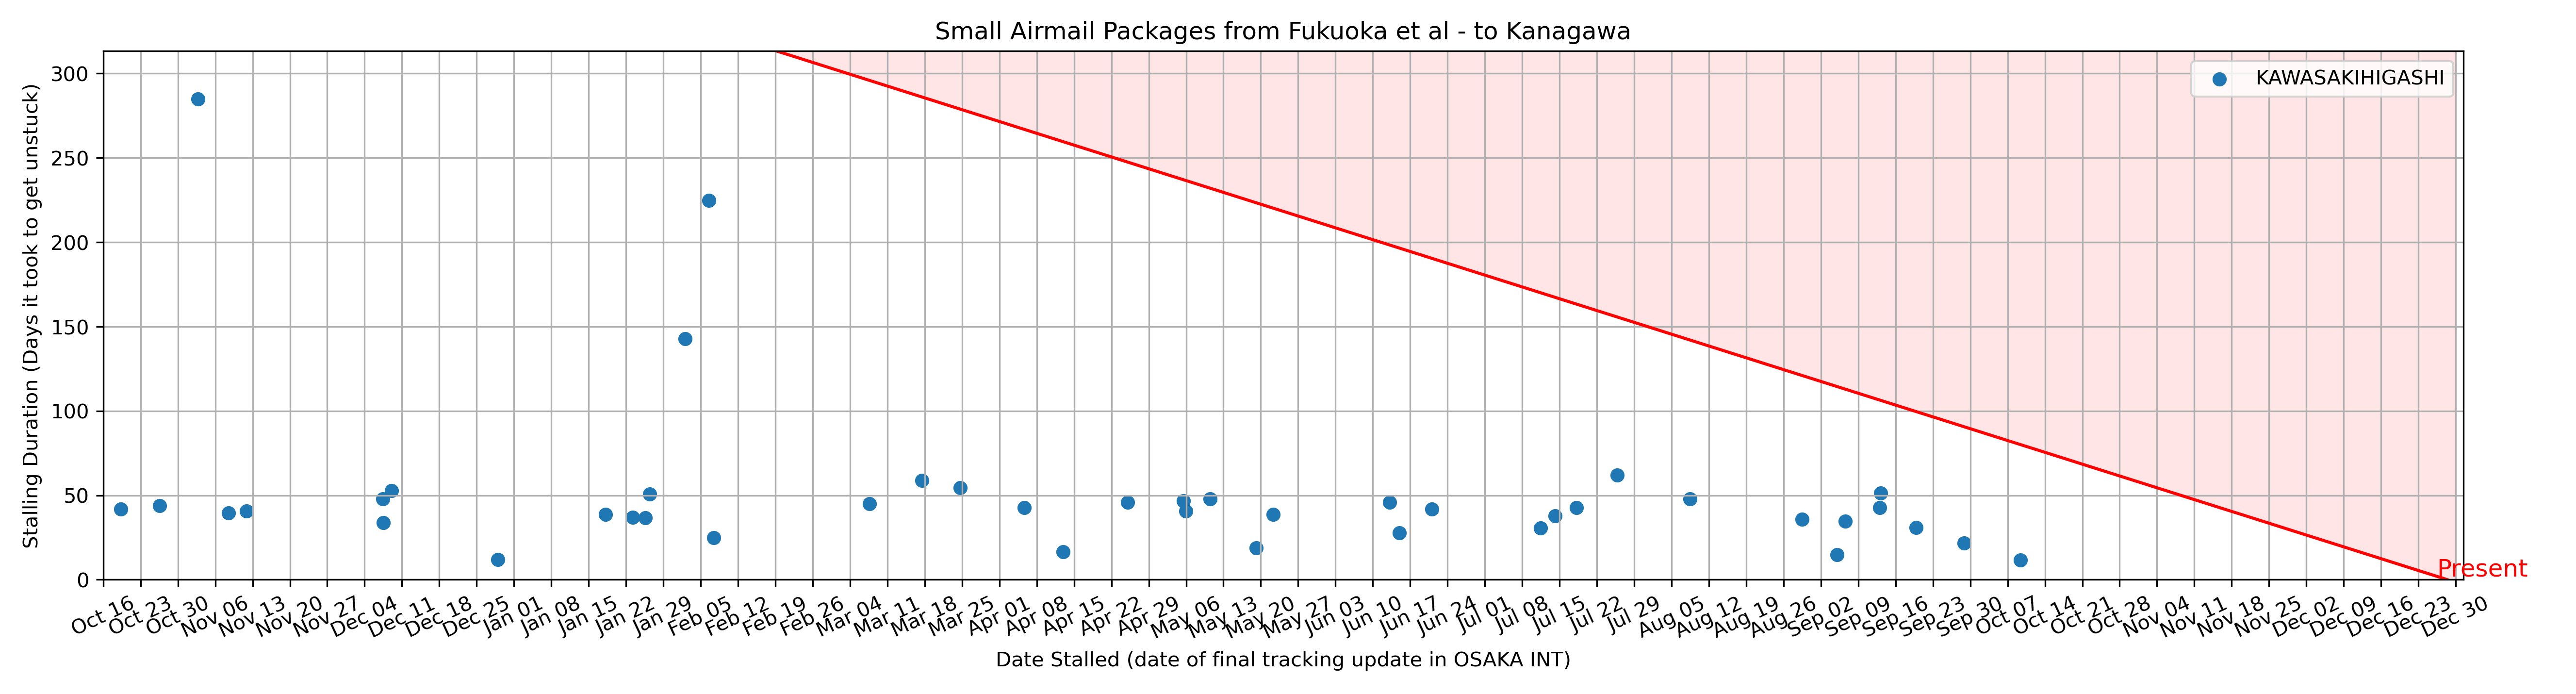 Small Airmail Packages from Fukuoka et al - to Kanagawa
KAWASAKIHIGASHI
Stalling Duration (Days it took to get unstuck)
300
250
200
150
100
50
0
Present
Oct 16
Oct 23
Oct 30
Nov 06
Nov 13
Nov 20
Nov 27
Dec 04
Dec 11
Dec 18
Dec 25
Jan 01
Jan 08
Jan 15
Jan 22
Jan 29
Feb 05
Feb 12
Feb 19
Feb 26
Mar 04
Mar 11
Mar 18
Mar 25
Apr 01
Apr 08
Apr 15
Apr 22
Apr 29
May 06
May 13
May 20
May 27
Jun 03
Jun 10
Jun 17
Jun 24
Jul 01
Jul 08
Jul 15
Jul 22
Jul 29
Aug 05
Aug 12
Aug 19
Aug 26
Sep 02
Sep 09
Sep 16
Sep 23
Sep 30
Oct 07
Oct 14
Oct 21
Oct 28
Nov 04
Nov 11
Nov 18
Nov 25
Dec 02
Dec 09
Dec 16
Dec 23
Dec 30
Date Stalled (date of final tracking update in OSAKA INT)